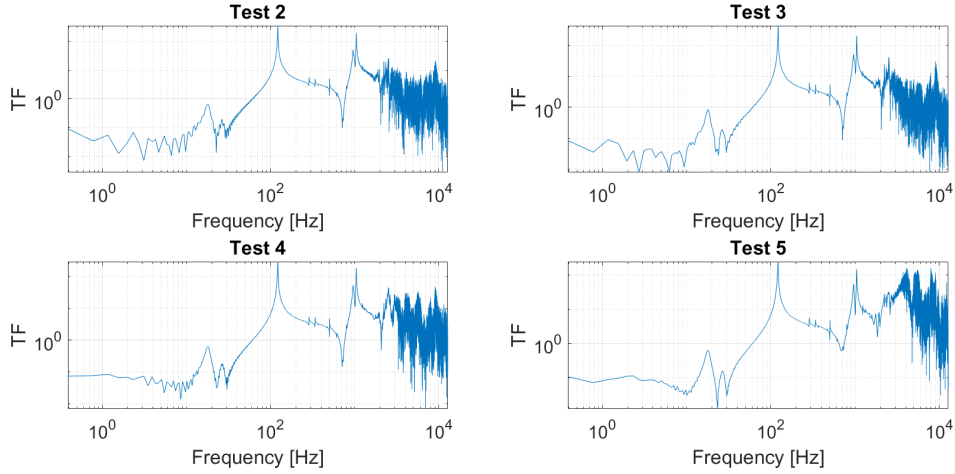 Test 2
TF
10^0
10^0 10^2 10^4
Frequency [Hz]
Test 3
TF
10^0
10^0 10^2 10^4
Frequency [Hz]
Test 4
TF
10^0
10^0 10^2 10^4
Frequency [Hz]
Test 5
TF
10^0
10^0 10^2 10^4
Frequency [Hz]